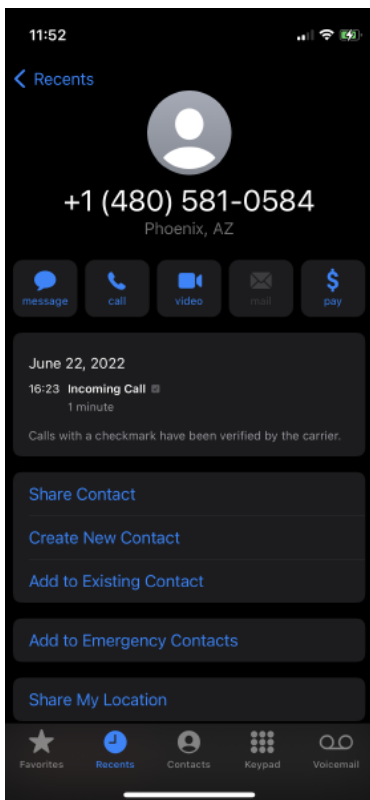 11:52
Recents
+1 (480) 581-0584
Phoenix, AZ
message call video mail pay
June 22, 2022
16:23 Incoming Call
1 minute
Calls with a checkmark have been verified by the carrier.
Share Contact
Create New Contact
Add to Existing Contact
Add to Emergency Contacts
Share My Location
Favorites Recents Contacts Keypad Voicemail